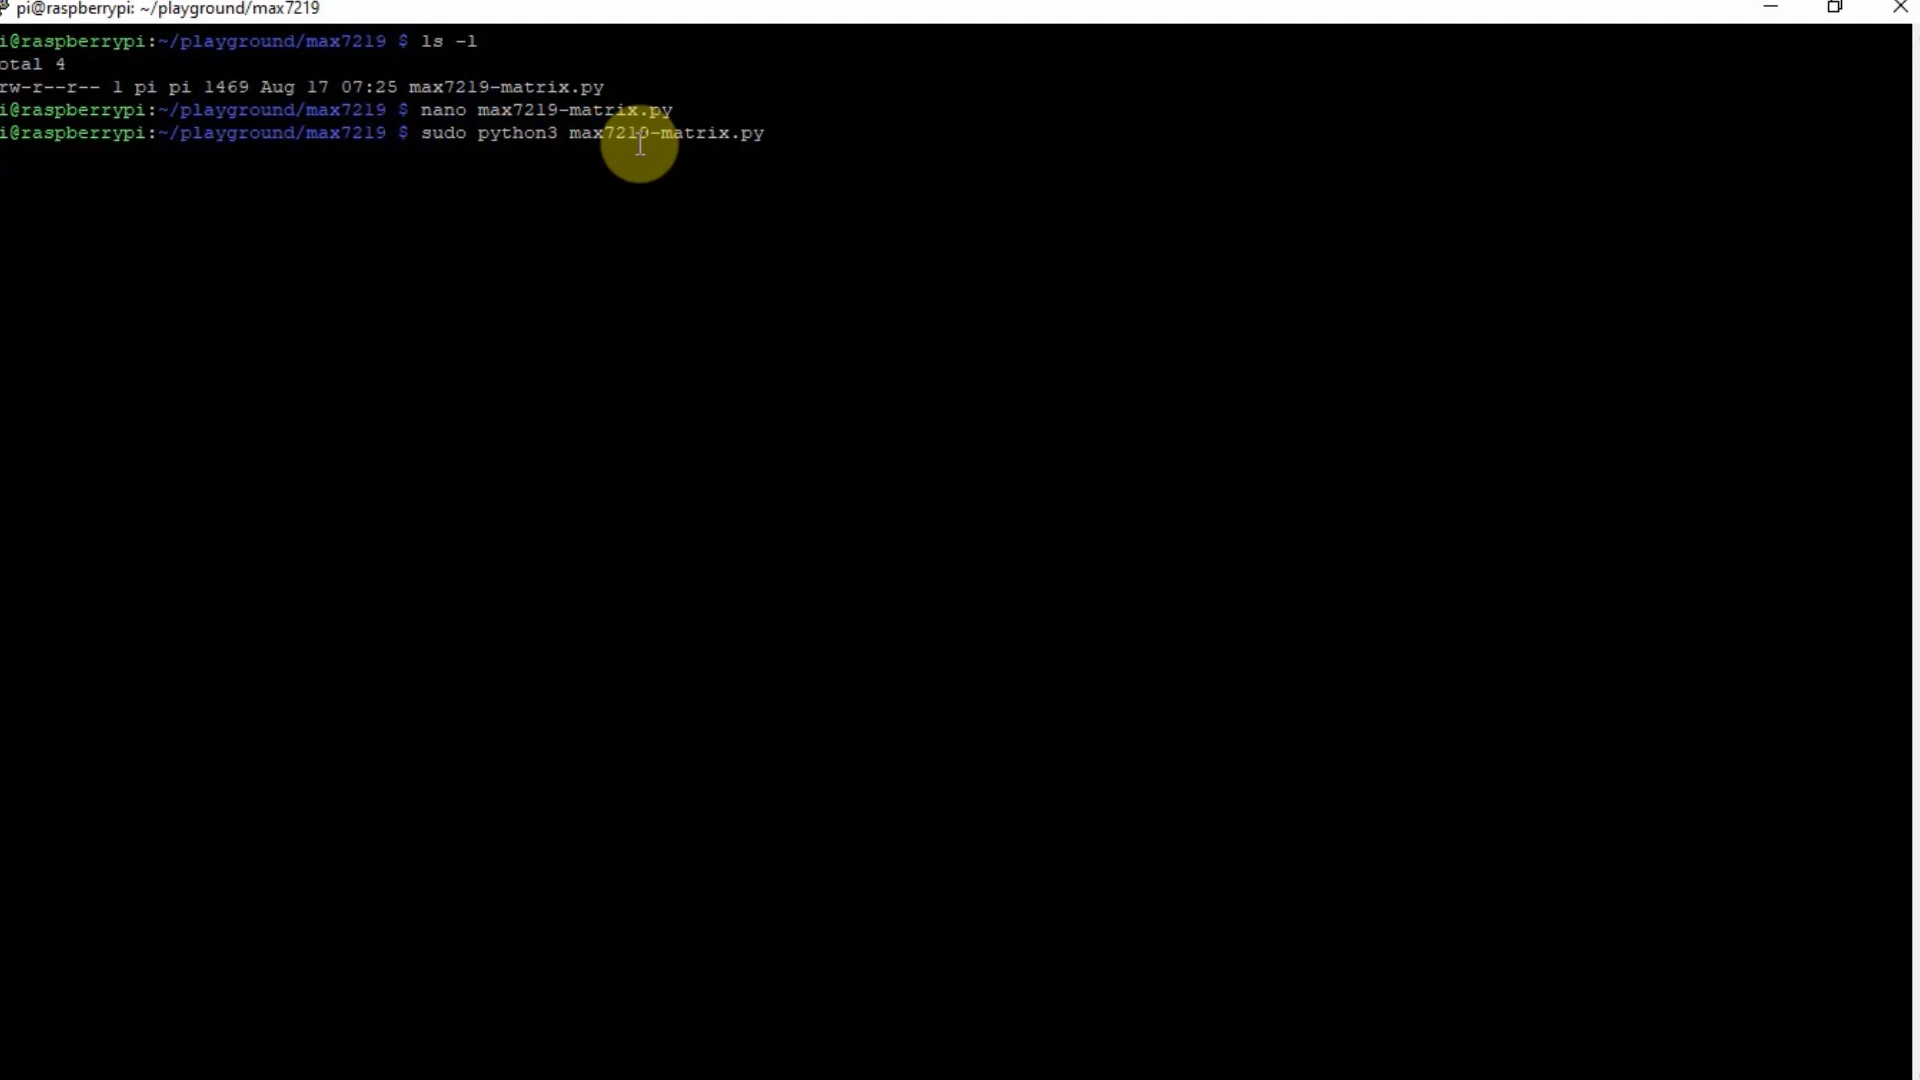 pi@raspberrypi: ~/playground/max7219
i@raspberrypi:~/playground/max7219 $ ls -l
otal 4
rw-r--r-- 1 pi pi 1469 Aug 17 07:25 max7219-matrix.py
i@raspberrypi:~/playground/max7219 $ nano max7219-matrix.py
i@raspberrypi:~/playground/max7219 $ sudo python3 max7219-matrix.py